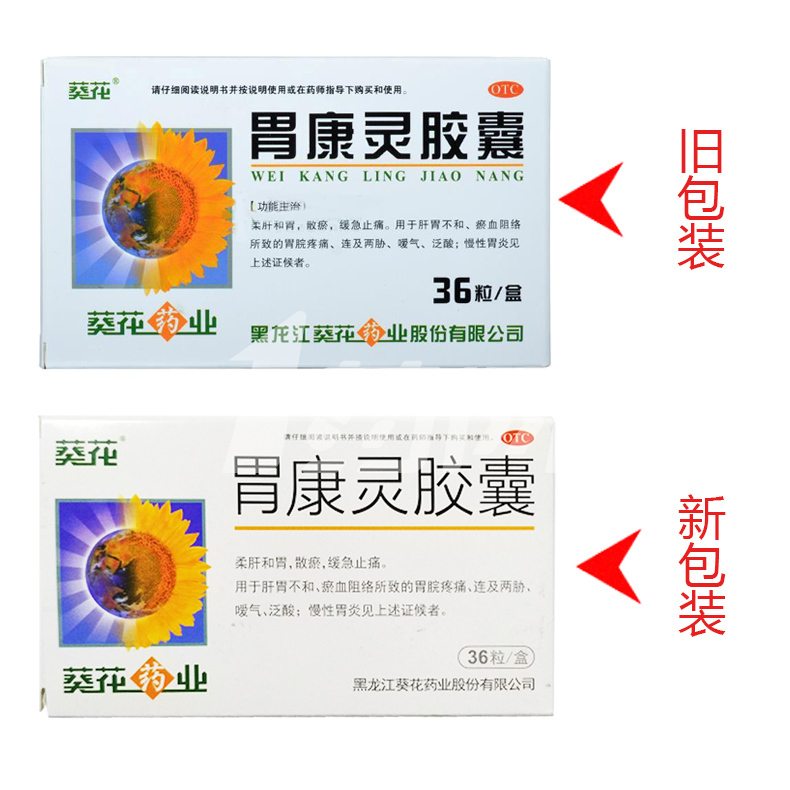 葵花®
请仔细阅读说明书并按说明使用或在药师指导下购买和使用。
OTC
胃康灵胶囊
WEI KANG LING JIAO NANG
【功能主治】
柔肝和胃，散瘀，缓急止痛。用于肝胃不和、瘀血阻络
所致的胃脘疼痛、连及两胁、嗳气、泛酸；慢性胃炎见
上述证候者。
36粒/盒
葵花药业
黑龙江葵花药业股份有限公司
旧包装
葵花®
请仔细阅读说明书并按说明使用或在药师指导下购买和使用。
OTC
胃康灵胶囊
柔肝和胃,散瘀,缓急止痛。
用于肝胃不和、瘀血阻络所致的胃脘疼痛、连及两胁、
嗳气、泛酸；慢性胃炎见上述证候者。
36粒/盒
葵花药业
黑龙江葵花药业股份有限公司
新包装